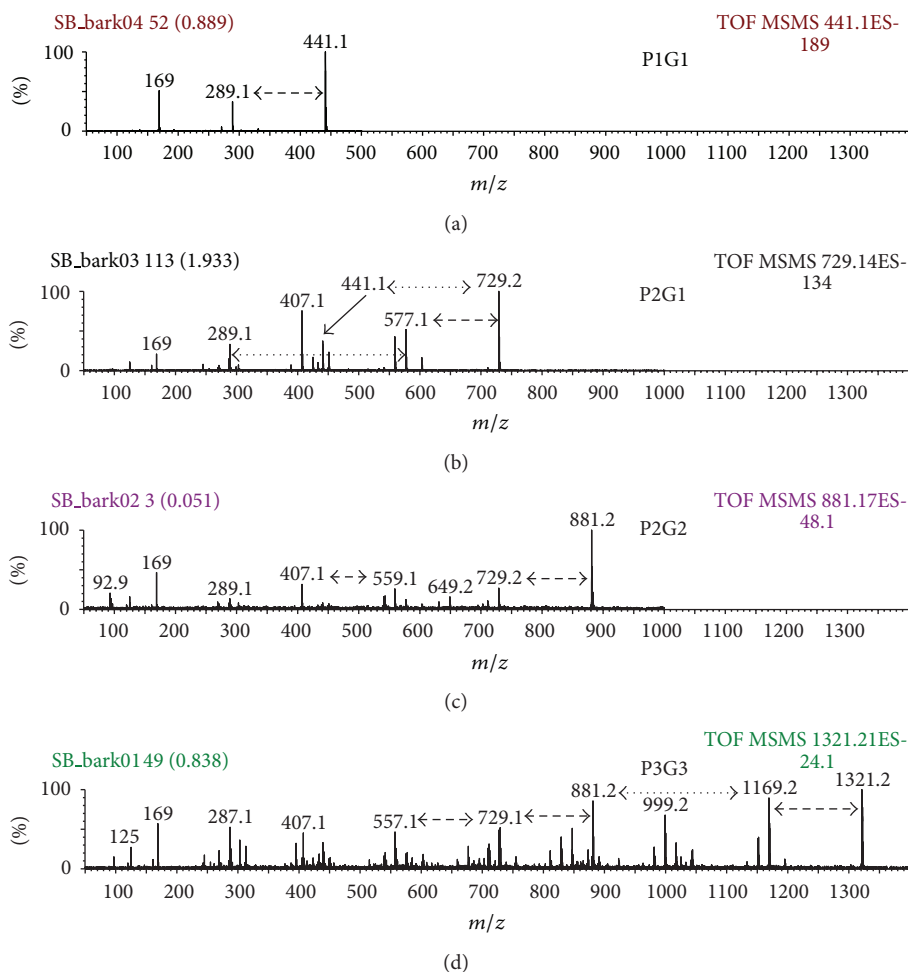 SB_bark04 52 (0.889)
TOF MSMS 441.1ES-
189
P1G1
441.1
169
289.1
100
0
(%)
100 200 300 400 500 600 700 800 900 1000 1100 1200 1300
m/z
(a)
SB_bark03 113 (1.933)
TOF MSMS 729.14ES-
134
P2G1
441.1
729.2
407.1
577.1
289.1
169
100
0
(%)
100 200 300 400 500 600 700 800 900 1000 1100 1200 1300
m/z
(b)
SB_bark02 3 (0.051)
TOF MSMS 881.17ES-
48.1
881.2
P2G2
92.9
169
289.1
407.1
559.1
649.2
729.2
100
0
(%)
100 200 300 400 500 600 700 800 900 1000 1100 1200 1300
m/z
(c)
SB_bark0149 (0.838)
TOF MSMS 1321.21ES-
24.1
P3G3
881.2
1169.2
1321.2
125
169
287.1
407.1
557.1
729.1
999.2
100
0
(%)
100 200 300 400 500 600 700 800 900 1000 1100 1200 1300
m/z
(d)